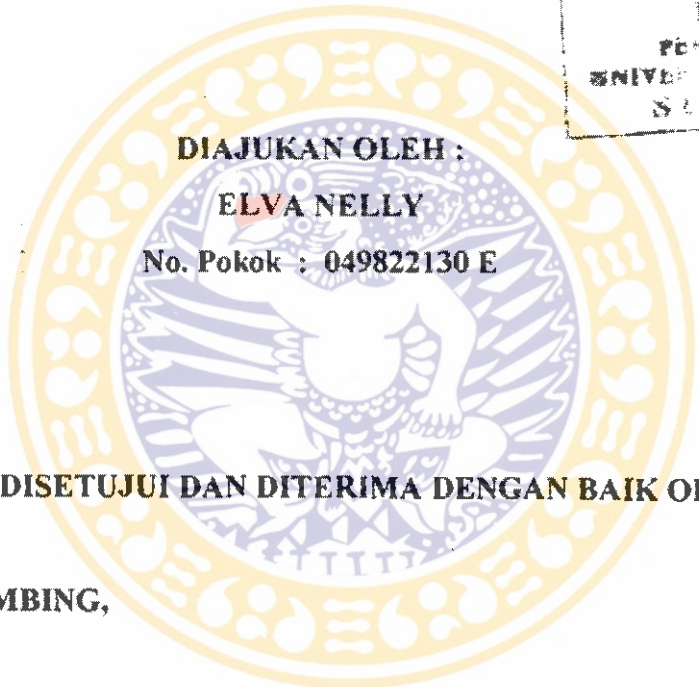 DIAJUKAN OLEH :
ELVA NELLY
No. Pokok : 049822130 E
DISETUJUI DAN DITERIMA DENGAN BAIK
MBING,